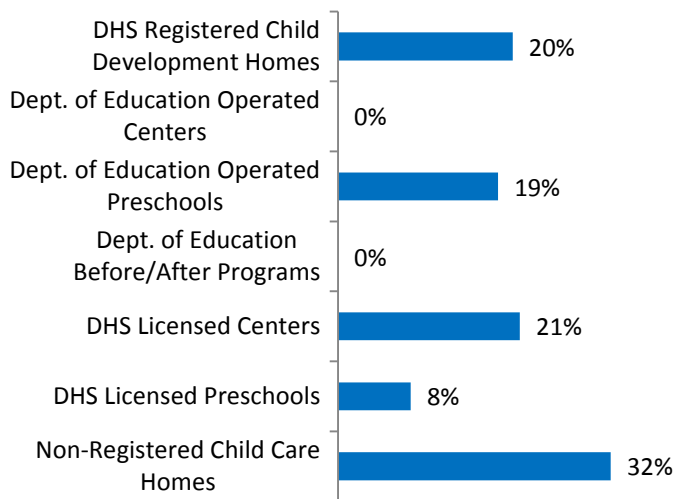 DHS Registered Child
Development Homes
20%
Dept. of Education Operated
Centers
0%
Dept. of Education Operated
Preschools
19%
Dept. of Education
Before/After Programs
0%
DHS Licensed Centers
21%
DHS Licensed Preschools
8%
Non-Registered Child Care
Homes
32%